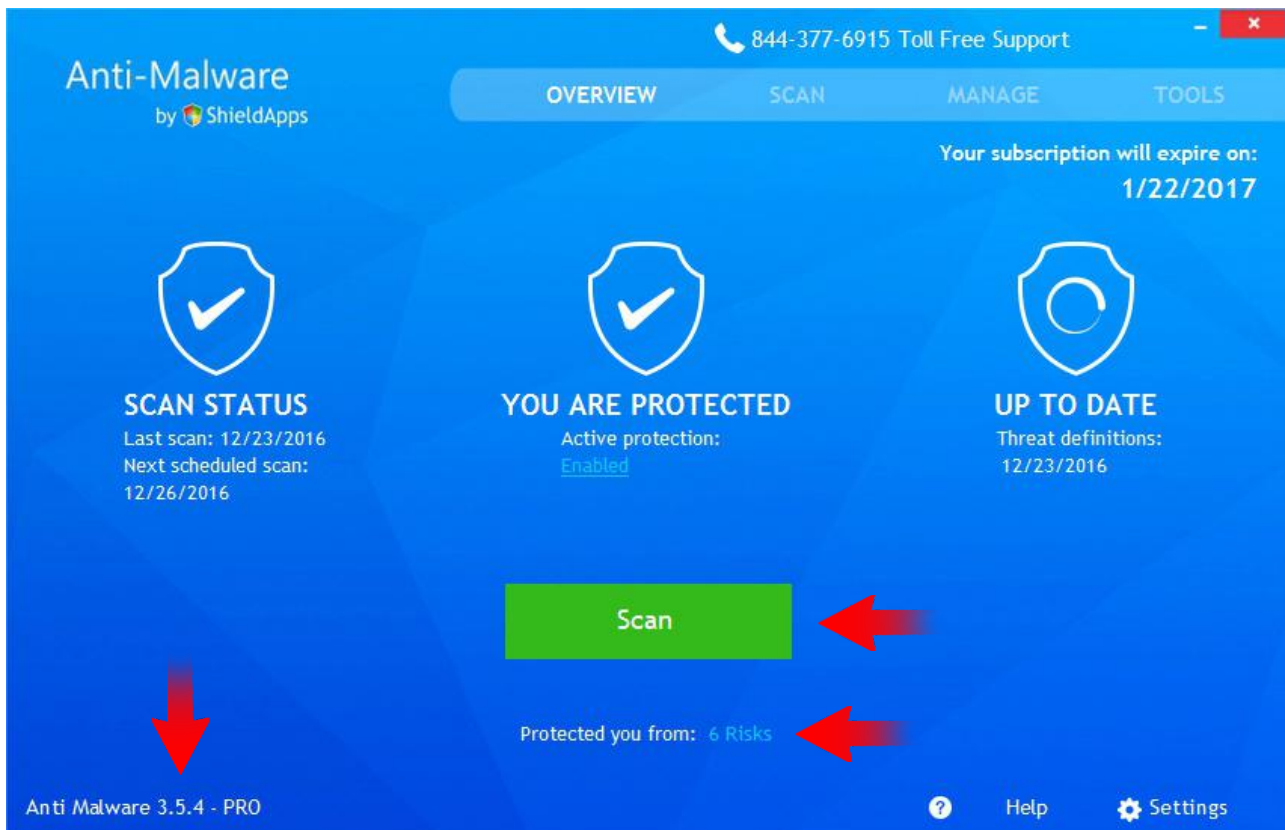 844-377-6915 Toll Free Support
Anti-Malware
by ShieldApps
OVERVIEW SCAN MANAGE TOOLS
Your subscription will expire on:
1/22/2017
SCAN STATUS
Last scan: 12/23/2016
Next scheduled scan:
12/26/2016
YOU ARE PROTECTED
Active protection:
Enabled
UP TO DATE
Threat definitions:
12/23/2016
Scan
Protected you from: 6 Risks
Anti Malware 3.5.4 - PRO
? Help Settings